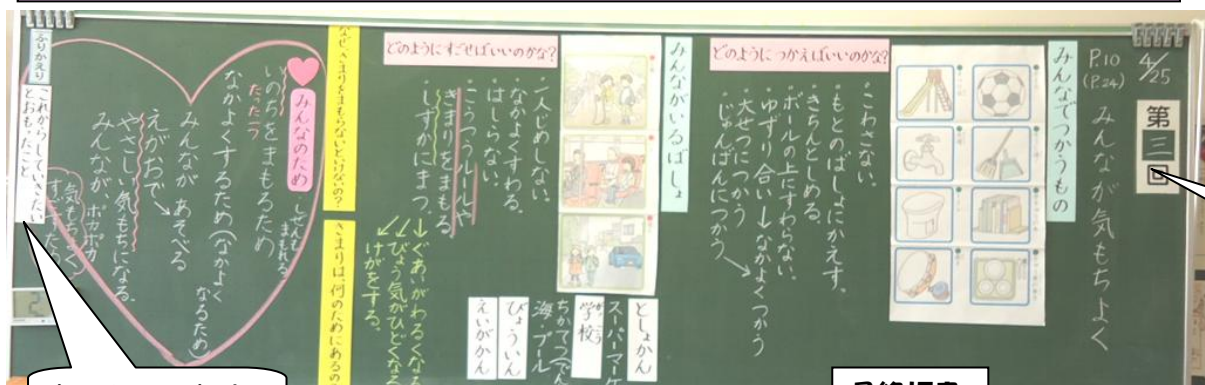 4/25
第三回
P.10
(P.24)
みんなが気もちよく
みんなでつかうもの
どのようにつかえばいいのかな?
・こわさない。
・もとのばしょにかえす。
・きちんとしめる。
・ボールの上にすわらない。
・ゆずり合い→なかよくつかう
・大せつにつかう
・じゅんばんにつかう
みんながいるばしょ
としょかん
スーパーマーケ
学校
ちかてつ
海・プール
びょういん
えいがかん
どのようにすごせばいいのかな?
・一人じめしない。
・なかよくすわる。
・はしらない。
・こうつうルールや
きまりをまもる
・しずかにまつ。
→ぐあいがわるくなる
→びょう気がひどくなる
けがをする。
なぜ、きまりをまもらないといけないの?
きまりは、何のためにあるの
みんなのため
いのちをまもるため
なかよくするため(なかよく
なるため)
みんなが あそべる
えがおで
やさしい気もちになる。
みんなが、ポカポカ
気もちよく
ふりかえり
これからしていきたい
とおもったこと